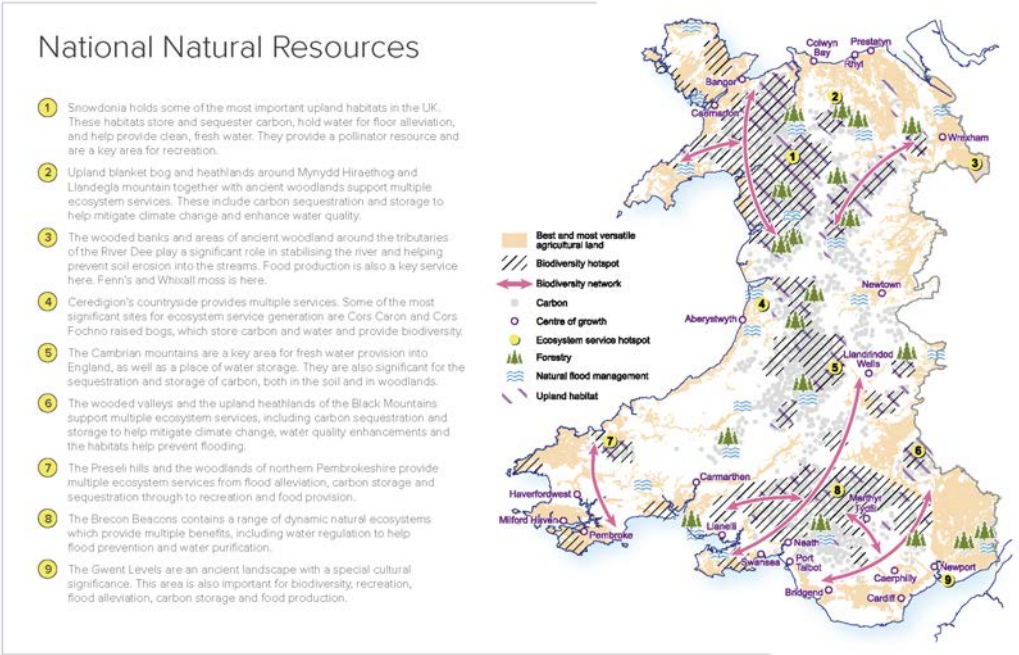 National Natural Resources
1
Snowdonia holds some of the most important upland habitats in the UK.
These habitats store and sequester carbon, hold water for floor alleviation,
and help provide clean, fresh water. They provide a pollinator resource and
are a key area for recreation.
2
Upland blanket bog and heathlands around Mynydd Hiraethog and
Llandegla mountain together with ancient woodlands support multiple
ecosystem services. These include carbon sequestration and storage to
help mitigate climate change and enhance water quality.
3
The wooded banks and areas of ancient woodland around the tributaries
of the River Dee play a significant role in stabilising the river and helping
prevent soil erosion into the streams. Food production is also a key service
here. Fenn's and Whixall moss is here.
4
Ceredigion's countryside provides multiple services. Some of the most
significant sites for ecosystem service generation are Cors Caron and Cors
Fochno raised bogs, which store carbon and water and provide biodiversity.
5
The Cambrian mountains are a key area for fresh water provision into
England, as well as a place of water storage. They are also significant for the
sequestration and storage of carbon, both in the soil and in woodlands.
6
The wooded valleys and the upland heathlands of the Black Mountains
support multiple ecosystem services, including carbon sequestration and
storage to help mitigate climate change, water quality enhancements and
the habitats help prevent flooding.
7
The Preseli hills and the woodlands of northern Pembrokeshire provide
multiple ecosystem services from flood alleviation, carbon storage and
sequestration through to recreation and food provision.
8
The Brecon Beacons contains a range of dynamic natural ecosystems
which provide multiple benefits, including water regulation to help
flood prevention and water purification.
9
The Gwent Levels are an ancient landscape with a special cultural
significance. This area is also important for biodiversity, recreation,
flood alleviation, carbon storage and food production.
Best and most versatile
agricultural land
Biodiversity hotspot
Biodiversity network
Carbon
Centre of growth
Ecosystem service hotspot
Forestry
Natural flood management
Upland habitat
Colwyn
Bay
Prestatyn
Rhyl
Bangor
Caernarfon
2
Wrexham
1
3
Newtown
4
Aberystwyth
Llandrindod
Wells
5
7
6
Carmarthen
Haverfordwest
8
Merthyr
Tydfil
Milford Haven
Pembroke
Llanelli
Neath
Swansea
Port
Talbot
Newport
Caerphilly
9
Bridgend
Cardiff